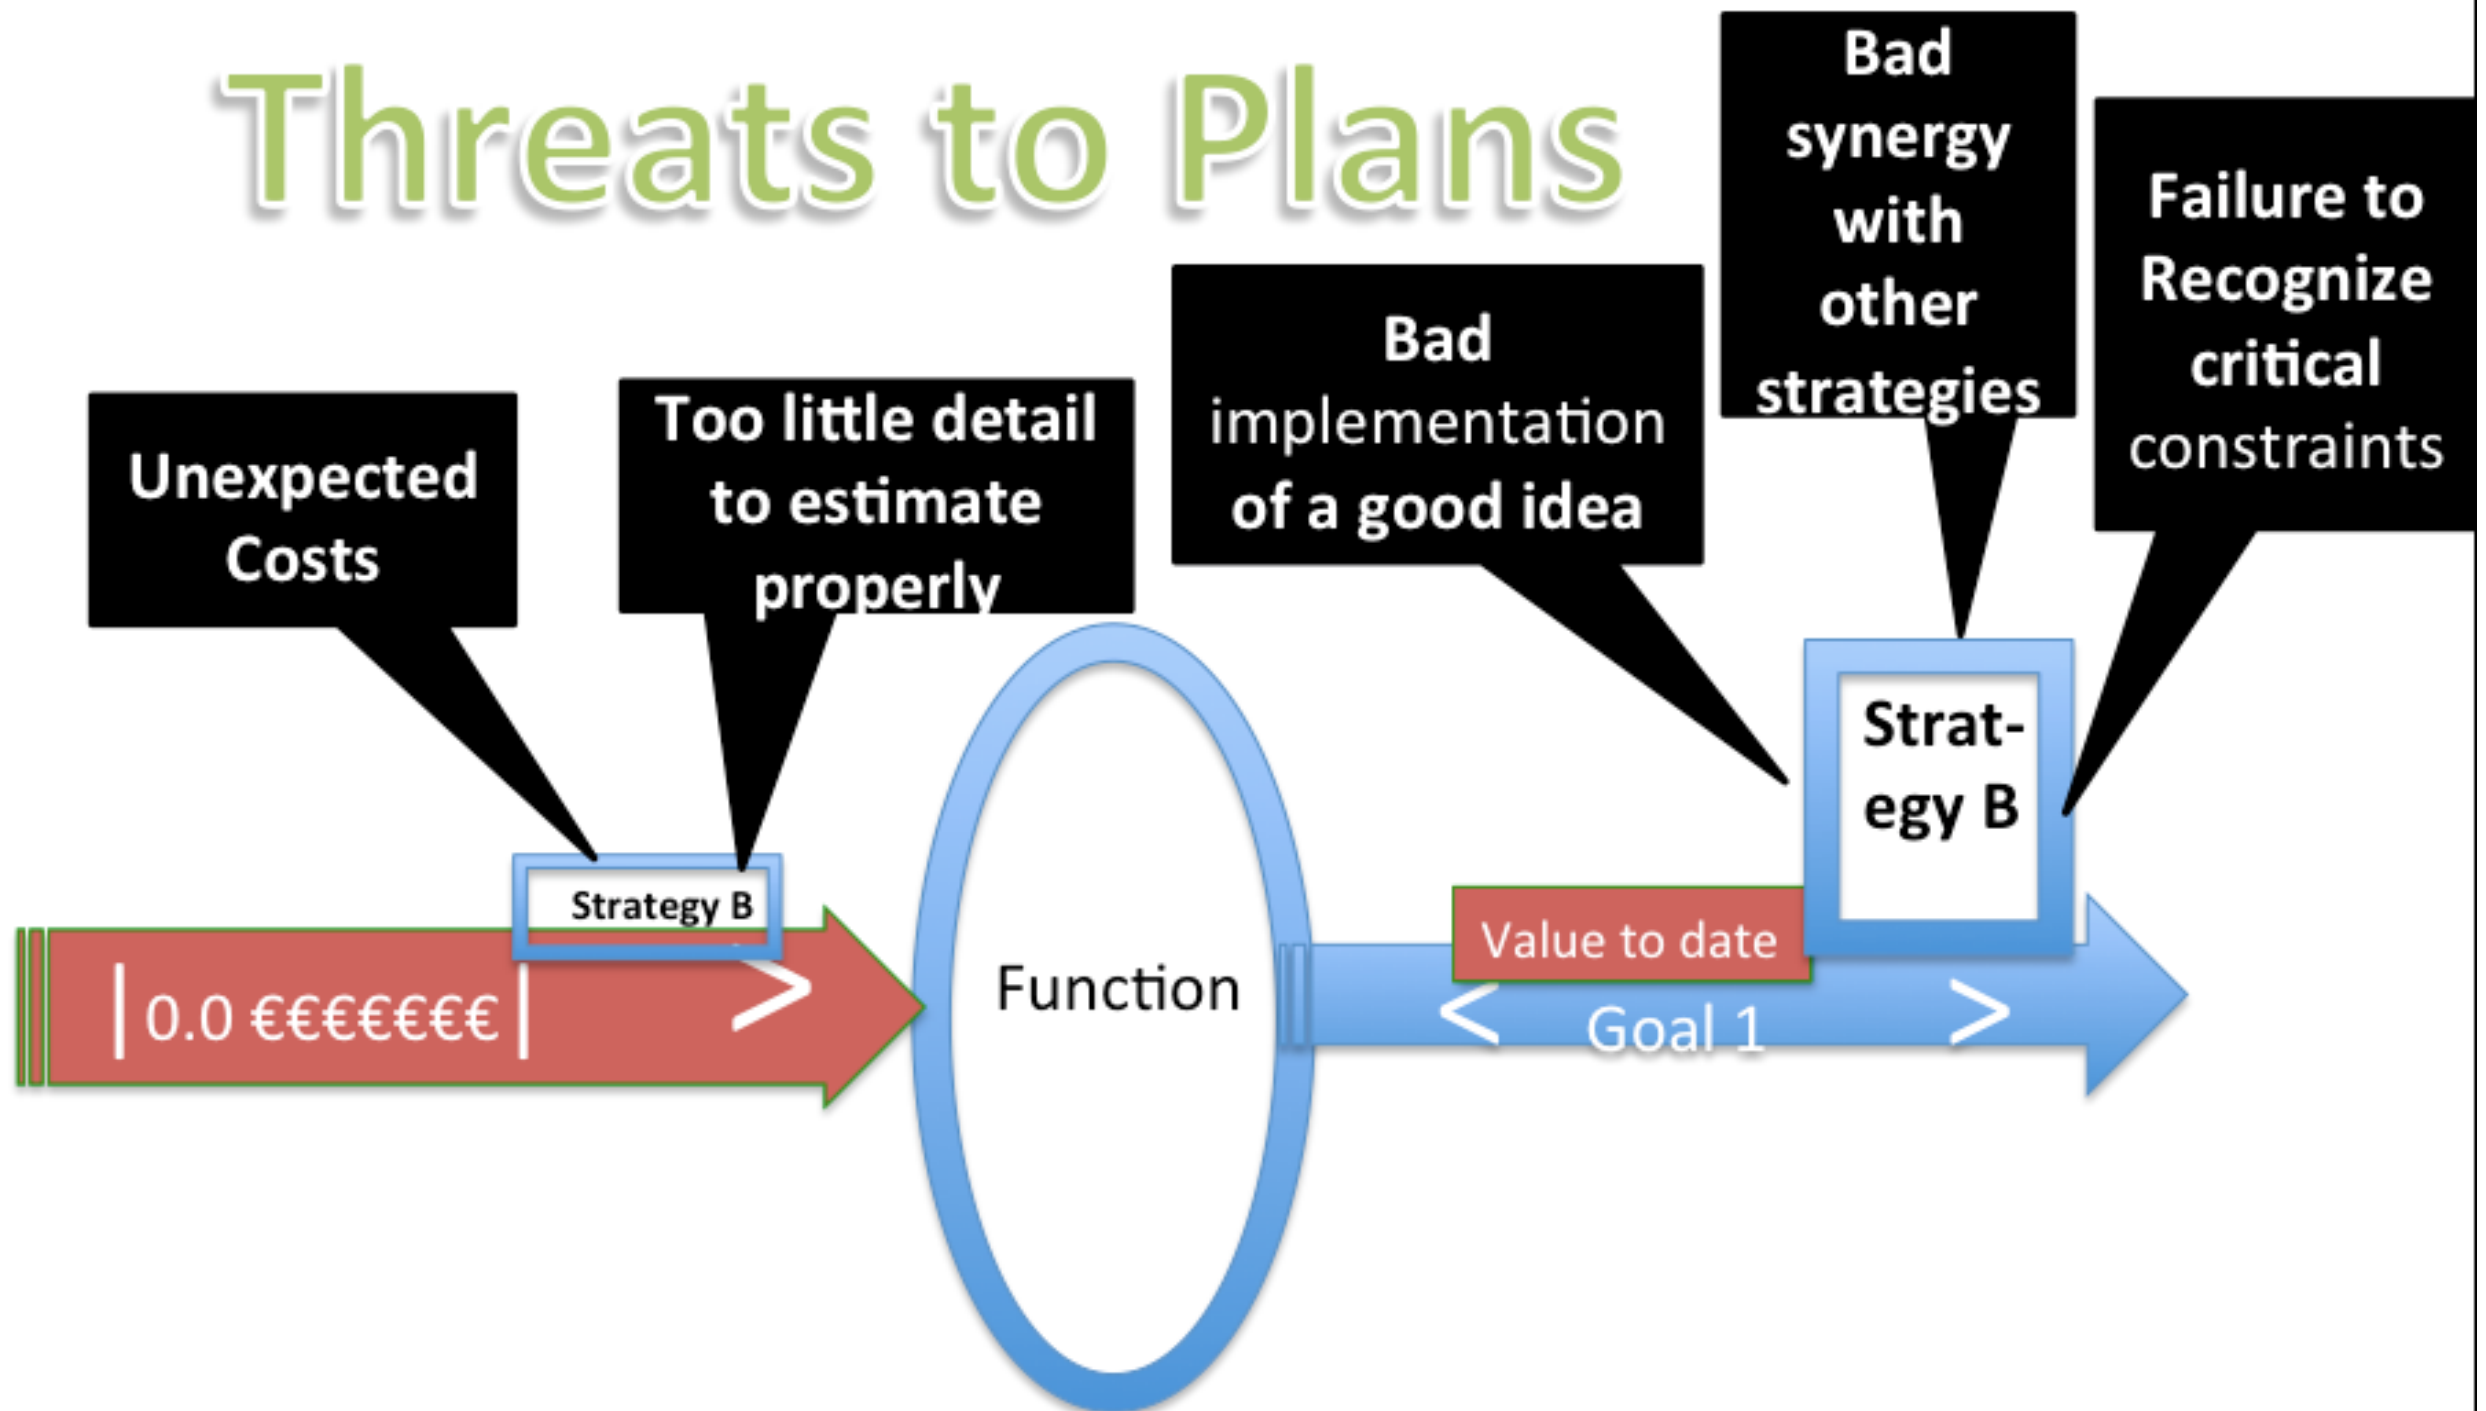 Threats to Plans
Unexpected
Costs
Too little detail
to estimate
properly
Bad
implementation
of a good idea
Bad
synergy
with
other
strategies
Failure to
Recognize
critical
constraints
Strategy B
| 0.0 €€€€€€€ | >
Function
Strat-
egy B
Value to date
< Goal 1 >